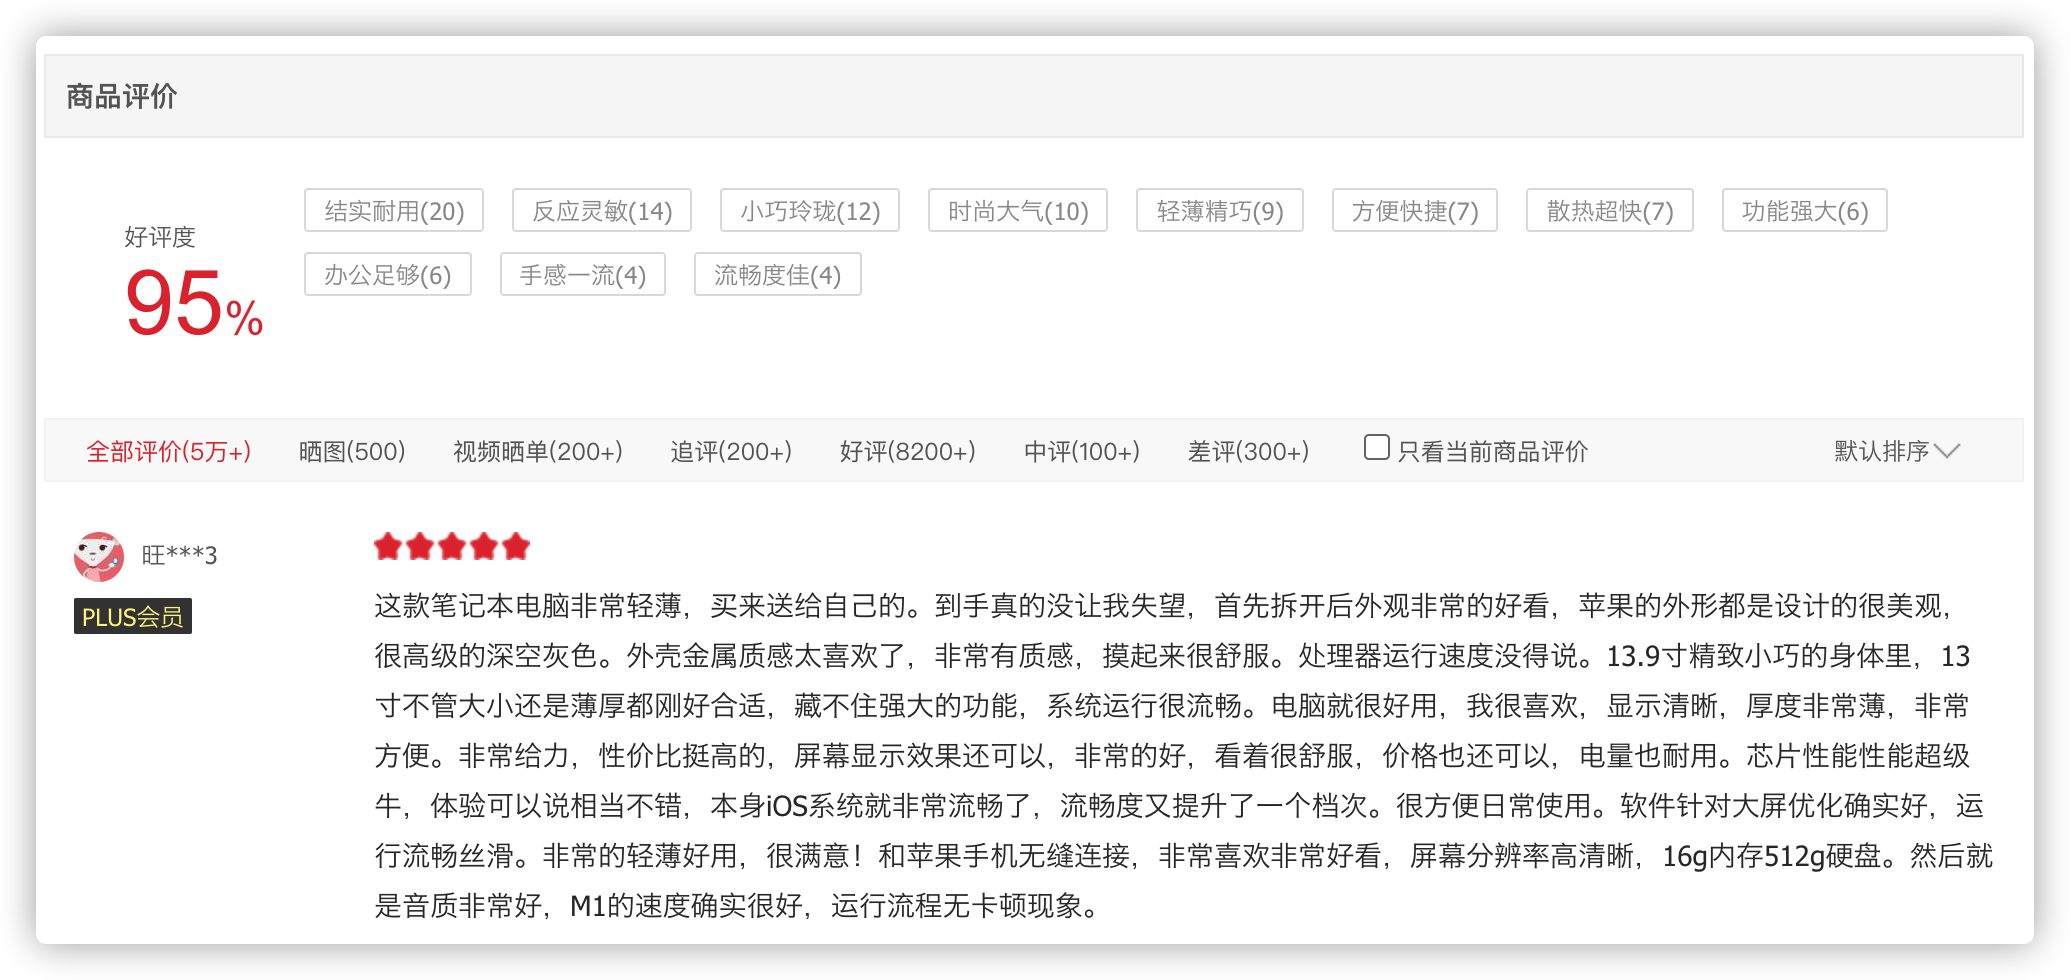 商品评价
好评度
95%
结实耐用(20) 反应灵敏(14) 小巧玲珑(12) 时尚大气(10) 轻薄精巧(9) 方便快捷(7) 散热超快(7) 功能强大(6)
办公足够(6) 手感一流(4) 流畅度佳(4)
全部评价(5万+) 晒图(500) 视频晒单(200+) 追评(200+) 好评(8200+) 中评(100+) 差评(300+) 只看当前商品评价 默认排序
旺***3
PLUS会员
这款笔记本电脑非常轻薄，买来送给自己的。到手真的没让我失望，首先拆开后外观非常的好看，苹果的外形都是设计的很美观，
很高级的深空灰色。外壳金属质感太喜欢了，非常有质感，摸起来很舒服。处理器运行速度没得说。13.9寸精致小巧的身体里，13
寸不管大小还是薄厚都刚好合适，藏不住强大的功能，系统运行很流畅。电脑就很好用，我很喜欢，显示清晰，厚度非常薄，非常
方便。非常给力，性价比挺高的，屏幕显示效果还可以，非常的好，看着很舒服，价格也还可以，电量也耐用。芯片性能性能超级
牛，体验可以说相当不错，本身iOS系统就非常流畅了，流畅度又提升了一个档次。很方便日常使用。软件针对大屏优化确实好，运
行流畅丝滑。非常的轻薄好用，很满意！和苹果手机无缝连接，非常喜欢非常好看，屏幕分辨率高清晰，16g内存512g硬盘。然后就
是音质非常好，M1的速度确实很好，运行流程无卡顿现象。